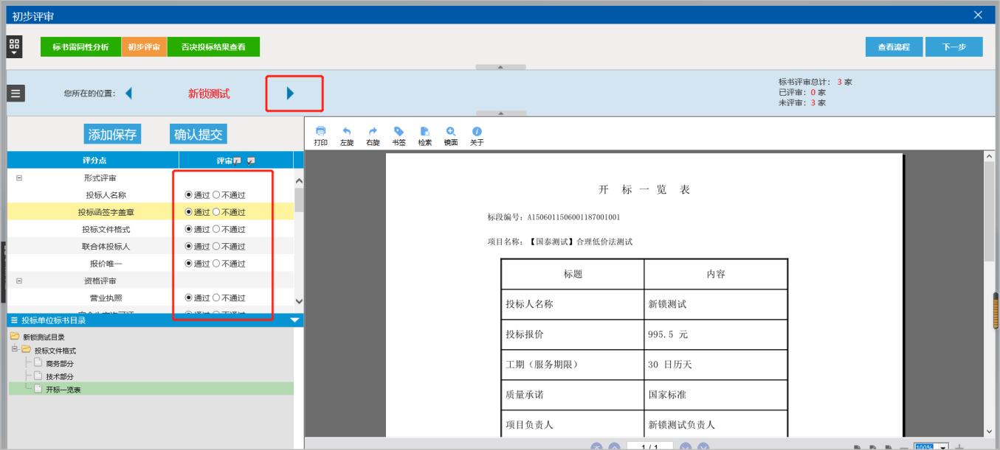 初步评审
标书雷同性分析 初步评审 否决投标结果查看 查看流程 下一步
您所在的位置： 新锁测试
标书评审总计： 3 家
已评审：0 家
未评审：3 家
添加保存 确认提交
打印 左旋 右旋 书签 检索 镜面 关于
评分点 评审
形式评审
投标人名称 通过 不通过
投标函签字盖章 通过 不通过
投标文件格式 通过 不通过
联合体投标人 通过 不通过
报价唯一 通过 不通过
资格评审
营业执照 通过 不通过
投标单位标书目录
新锁测试目录
投标文件格式
商务部分
技术部分
开标一览表
开 标 一 览 表
标段编号：A1506011506001187001001
项目名称：【国泰测试】合理低价法测试
标题 内容
投标人名称 新锁测试
投标报价 995.5 元
工期（服务期限） 30 日历天
质量承诺 国家标准
项目负责人 新锁测试负责人
1 / 1
100%